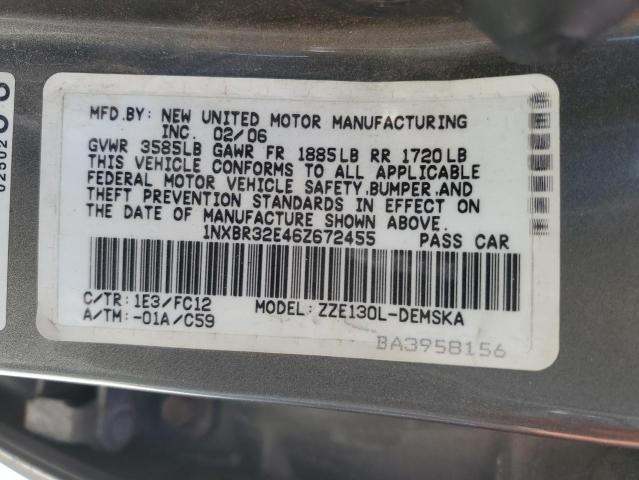 MFD.BY: NEW UNITED MOTOR MANUFACTURING
INC. 02/06
GVWR 3585LB GAWR FR 1885LB RR 1720LB
THIS VEHICLE CONFORMS TO ALL APPLICABLE
FEDERAL MOTOR VEHICLE SAFETY,BUMPER,AND
THEFT PREVENTION STANDARDS IN EFFECT ON
THE DATE OF MANUFACTURE SHOWN ABOVE.
1NXBR32E46Z672455 PASS CAR
C/TR: 1E3/FC12 MODEL: ZZE130L-DEMSKA
A/TM: -01A/C59
BA3958156